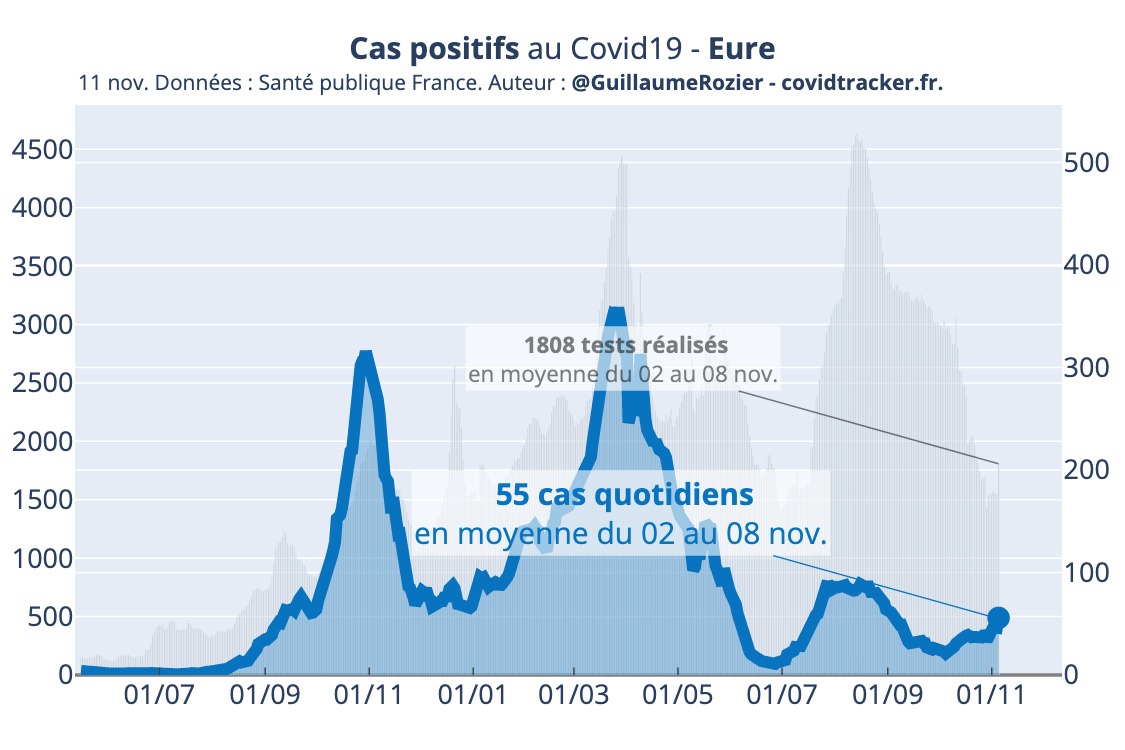 Cas positifs au Covid19 - Eure
11 nov. Données : Santé publique France. Auteur : @GuillaumeRozier - covidtracker.fr.
4500
4000
3500
3000
2500
2000
1500
1000
500
0
500
400
300
200
100
0
1808 tests réalisés
en moyenne du 02 au 08 nov.
55 cas quotidiens
en moyenne du 02 au 08 nov.
01/07 01/09 01/11 01/01 01/03 01/05 01/07 01/09 01/11